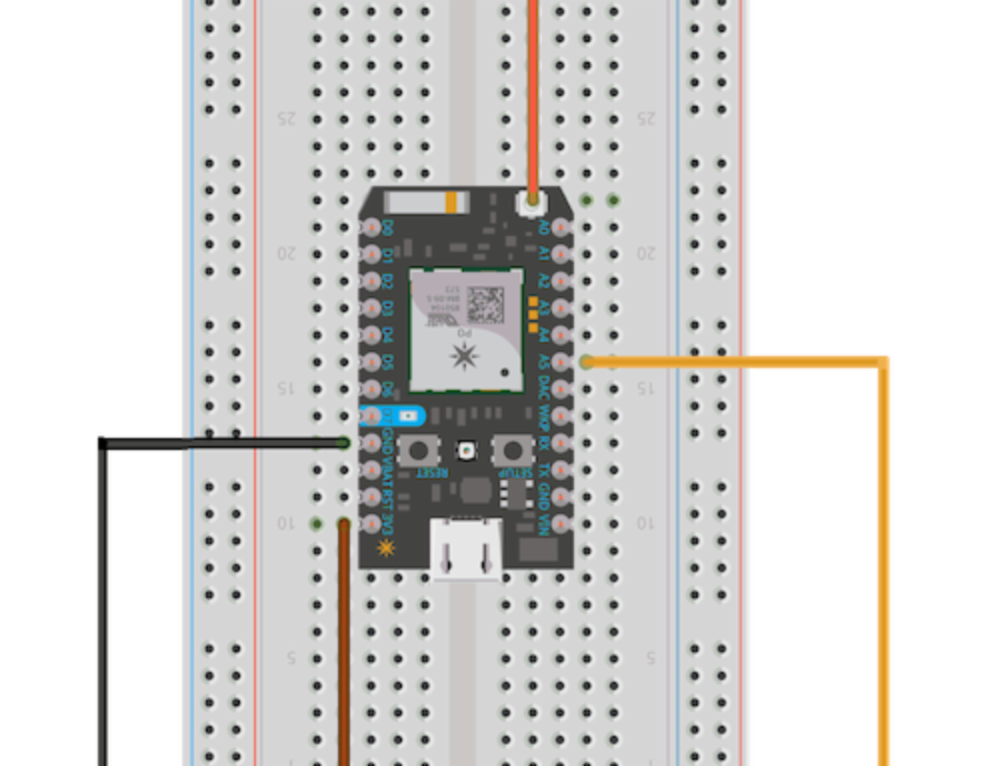 25 25
D0 A0
20 D1 A1 20
D2 A2
D3 A3
D4 A4
P0
D5 A5
15 D6 DAC 15
WKP
GND RX
RESET SETUP
VBAT TX
RST GND
10 3V3 VIN 10
5 5